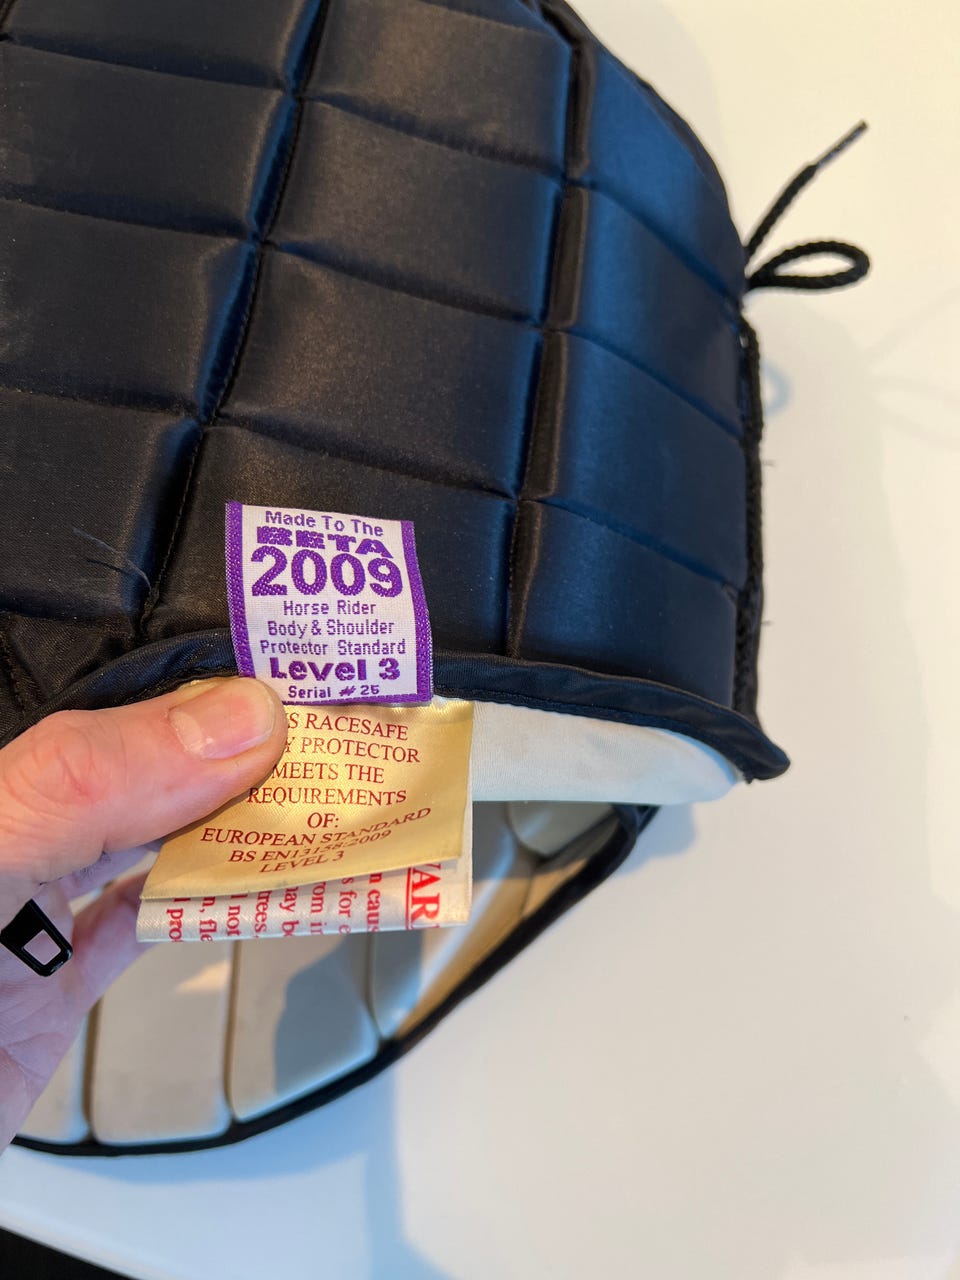 Made To The
BETA
2009
Horse Rider
Body & Shoulder
Protector Standard
Level 3
Serial # 25
RACESAFE
PROTECTOR
MEETS THE
REQUIREMENTS
OF:
EUROPEAN STANDARD
BS EN13158:2009
LEVEL 3